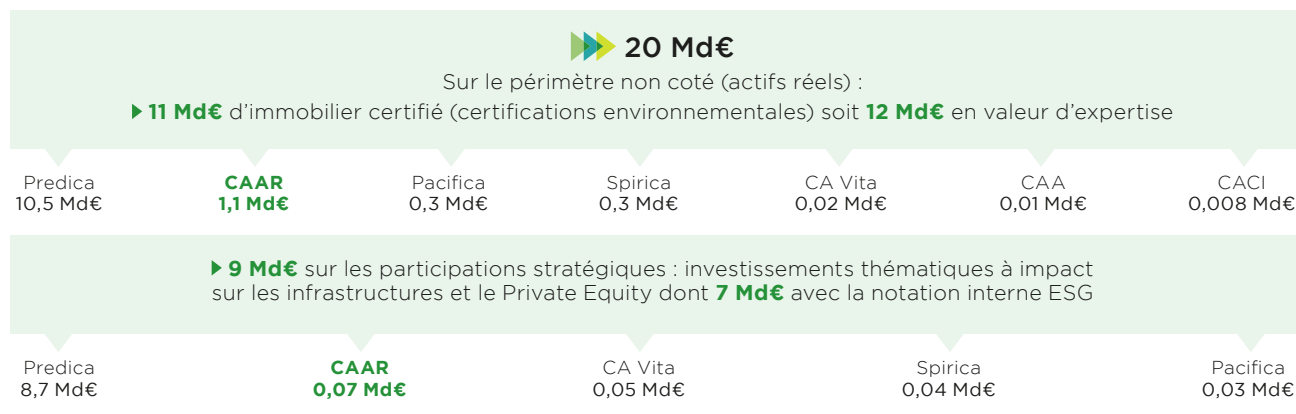 20 Md€
Sur le périmètre non coté (actifs réels) :
11 Md€ d’immobilier certifié (certifications environnementales) soit 12 Md€ en valeur d’expertise
Predica CAAR Pacifica Spirica CA Vita CAA CACI
10,5 Md€ 1,1 Md€ 0,3 Md€ 0,3 Md€ 0,02 Md€ 0,01 Md€ 0,008 Md€
9 Md€ sur les participations stratégiques : investissements thématiques à impact
sur les infrastructures et le Private Equity dont 7 Md€ avec la notation interne ESG
Predica CAAR CA Vita Spirica Pacifica
8,7 Md€ 0,07 Md€ 0,05 Md€ 0,04 Md€ 0,03 Md€